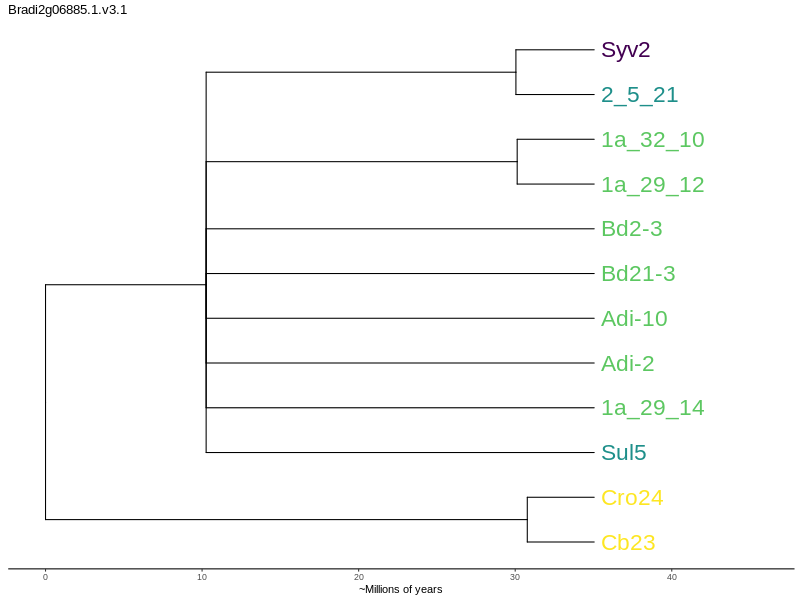 Bradi2g06885.1.v3.1
Syv2
2_5_21
1a_32_10
1a_29_12
Bd2-3
Bd21-3
Adi-10
Adi-2
1a_29_14
Sul5
Cro24
Cb23
0 10 20 30 40
~Millions of years